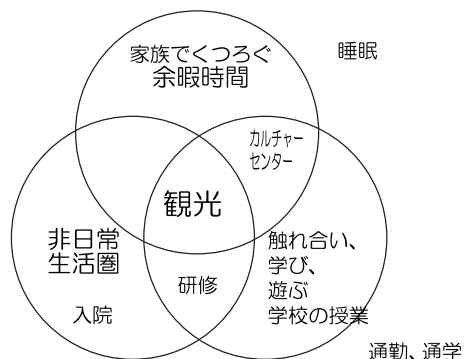 家族でくつろぐ
余暇時間
睡眠
カルチャー
センター
観光
非日常
生活圏
触れ合い、
学び、
遊ぶ
学校の授業
研修
入院
通勤、通学